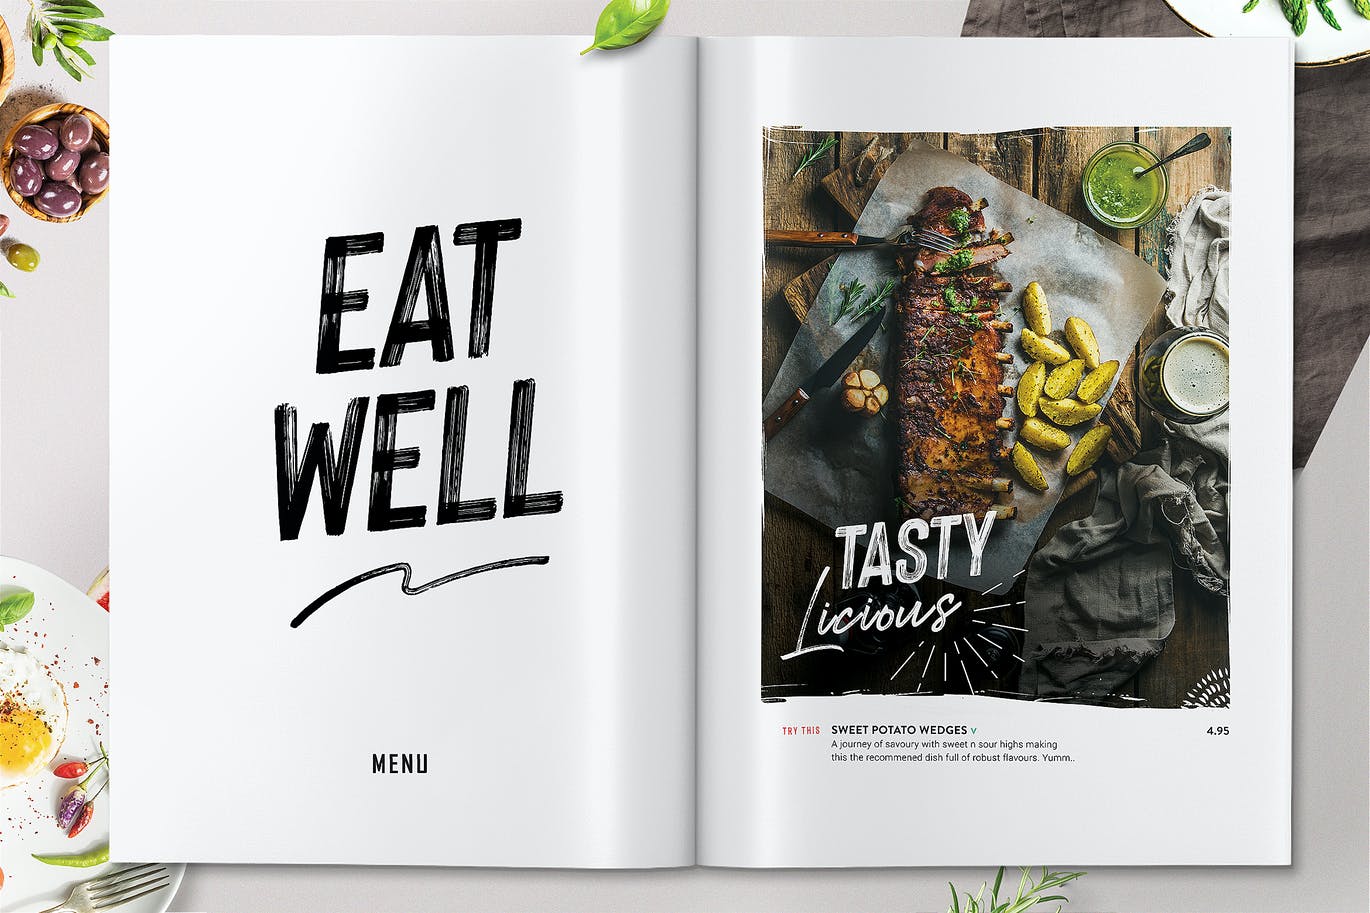 EAT
WELL
MENU
TASTY
Licious
TRY THIS SWEET POTATO WEDGES V 4.95
A journey of savoury with sweet n sour highs making
this the recommened dish full of robust flavours. Yumm..